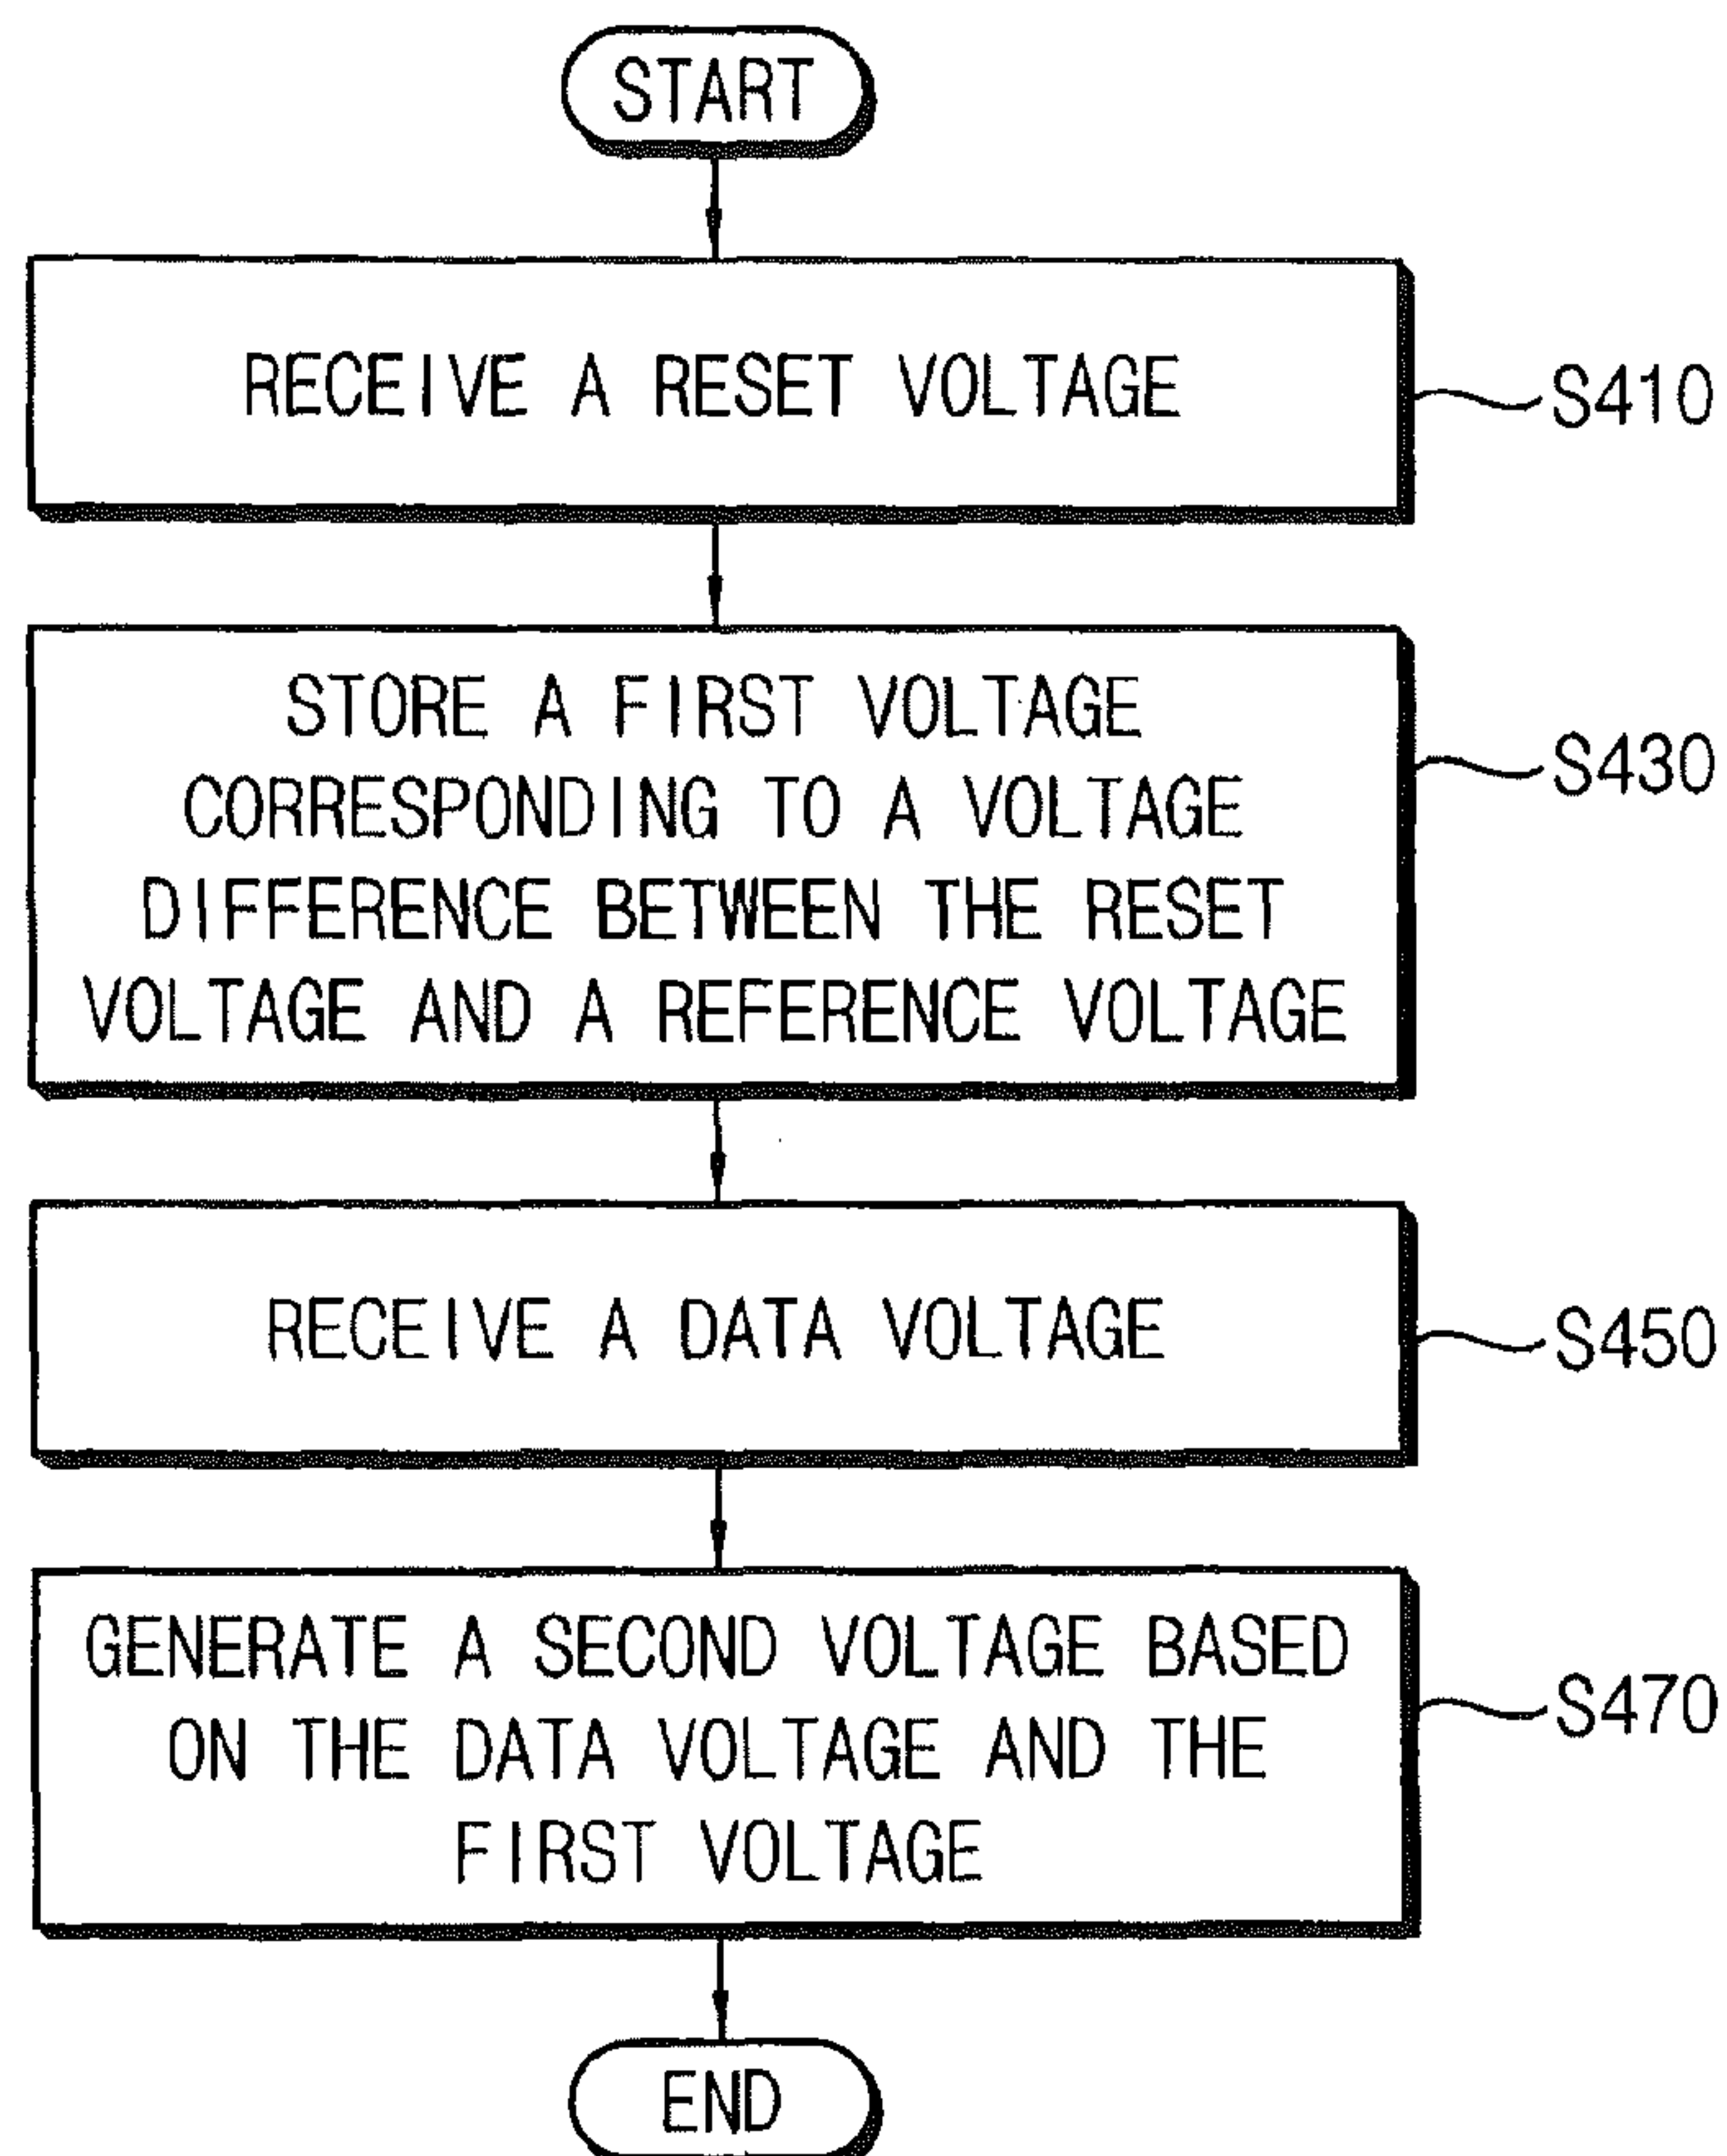 START
RECEIVE A RESET VOLTAGE
S410
STORE A FIRST VOLTAGE
CORRESPONDING TO A VOLTAGE
DIFFERENCE BETWEEN THE RESET
VOLTAGE AND A REFERENCE VOLTAGE
S430
RECEIVE A DATA VOLTAGE
S450
GENERATE A SECOND VOLTAGE BASED
ON THE DATA VOLTAGE AND THE
FIRST VOLTAGE
S470
END